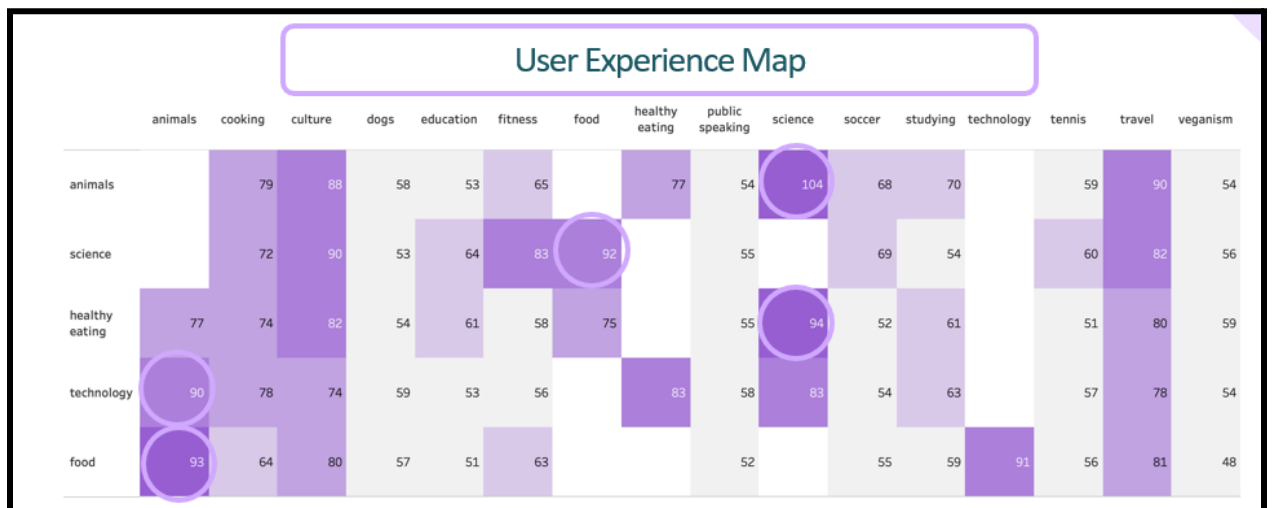 User Experience Map
animals cooking culture dogs education fitness food healthy eating public speaking science soccer studying technology tennis travel veganism
animals 79 88 58 53 65 77 54 104 68 70 59 90 54
science 72 90 53 64 83 92 55 69 54 60 82 56
healthy eating 77 74 82 54 61 58 75 55 94 52 61 51 80 59
technology 90 78 74 59 53 56 83 58 83 54 63 57 78 54
food 93 64 80 57 51 63 52 55 59 91 56 81 48